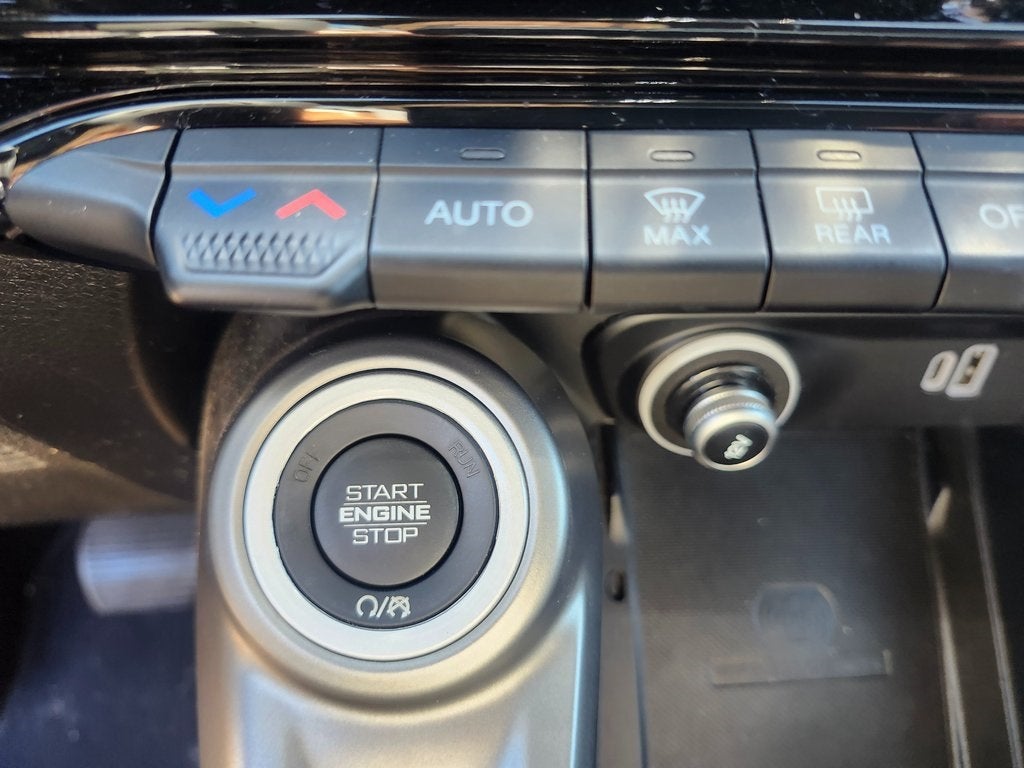 AUTO
MAX
REAR
OFF
RUN
START
ENGINE
STOP